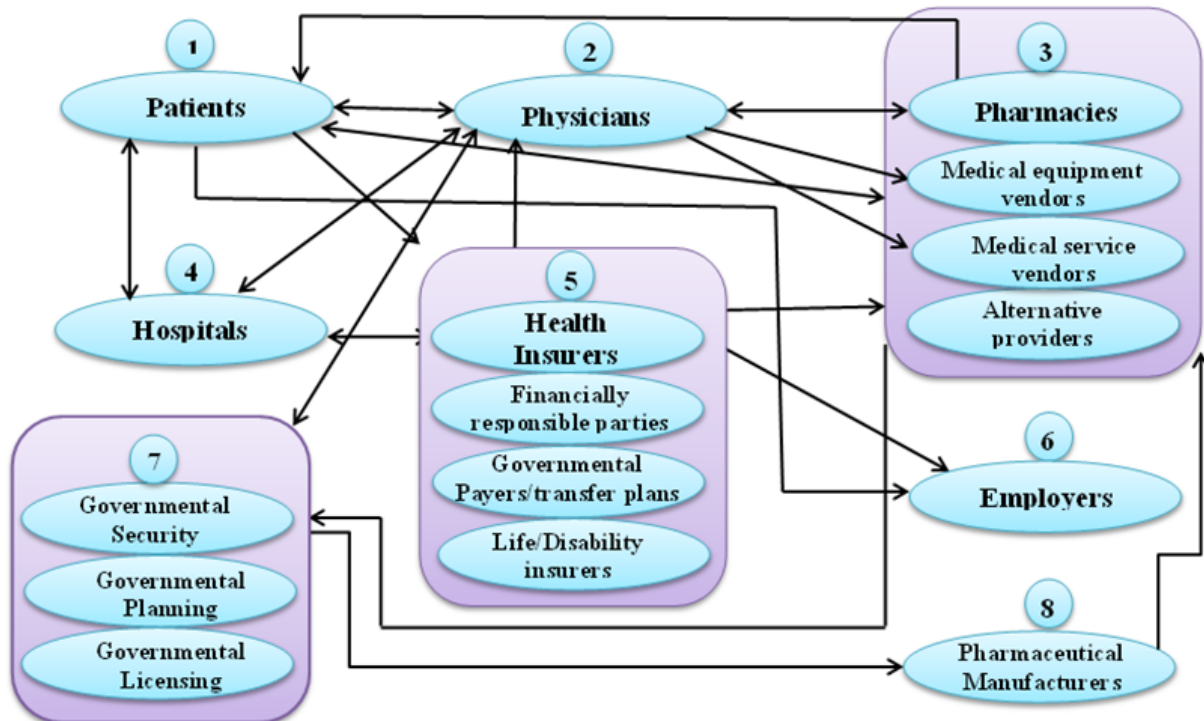 1
Patients
2
Physicians
3
Pharmacies
Medical equipment
vendors
Medical service
vendors
Alternative
providers
4
Hospitals
5
Health
Insurers
Financially
responsible parties
Governmental
Payers/transfer plans
Life/Disability
insurers
6
Employers
7
Governmental
Security
Governmental
Planning
Governmental
Licensing
8
Pharmaceutical
Manufacturers